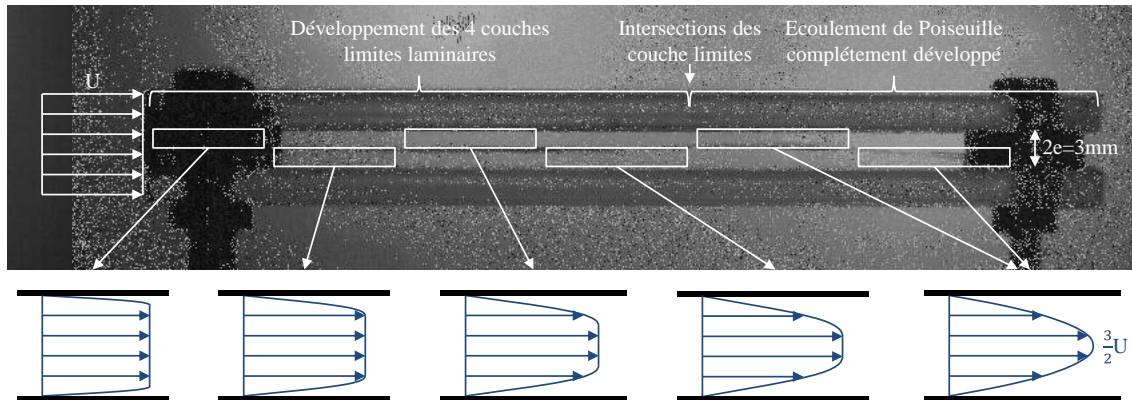 Développement des 4 couches
limites laminaires
Intersections des
couche limites
Ecoulement de Poiseuille
complétement développé
U
2e=3mm
3/2 U